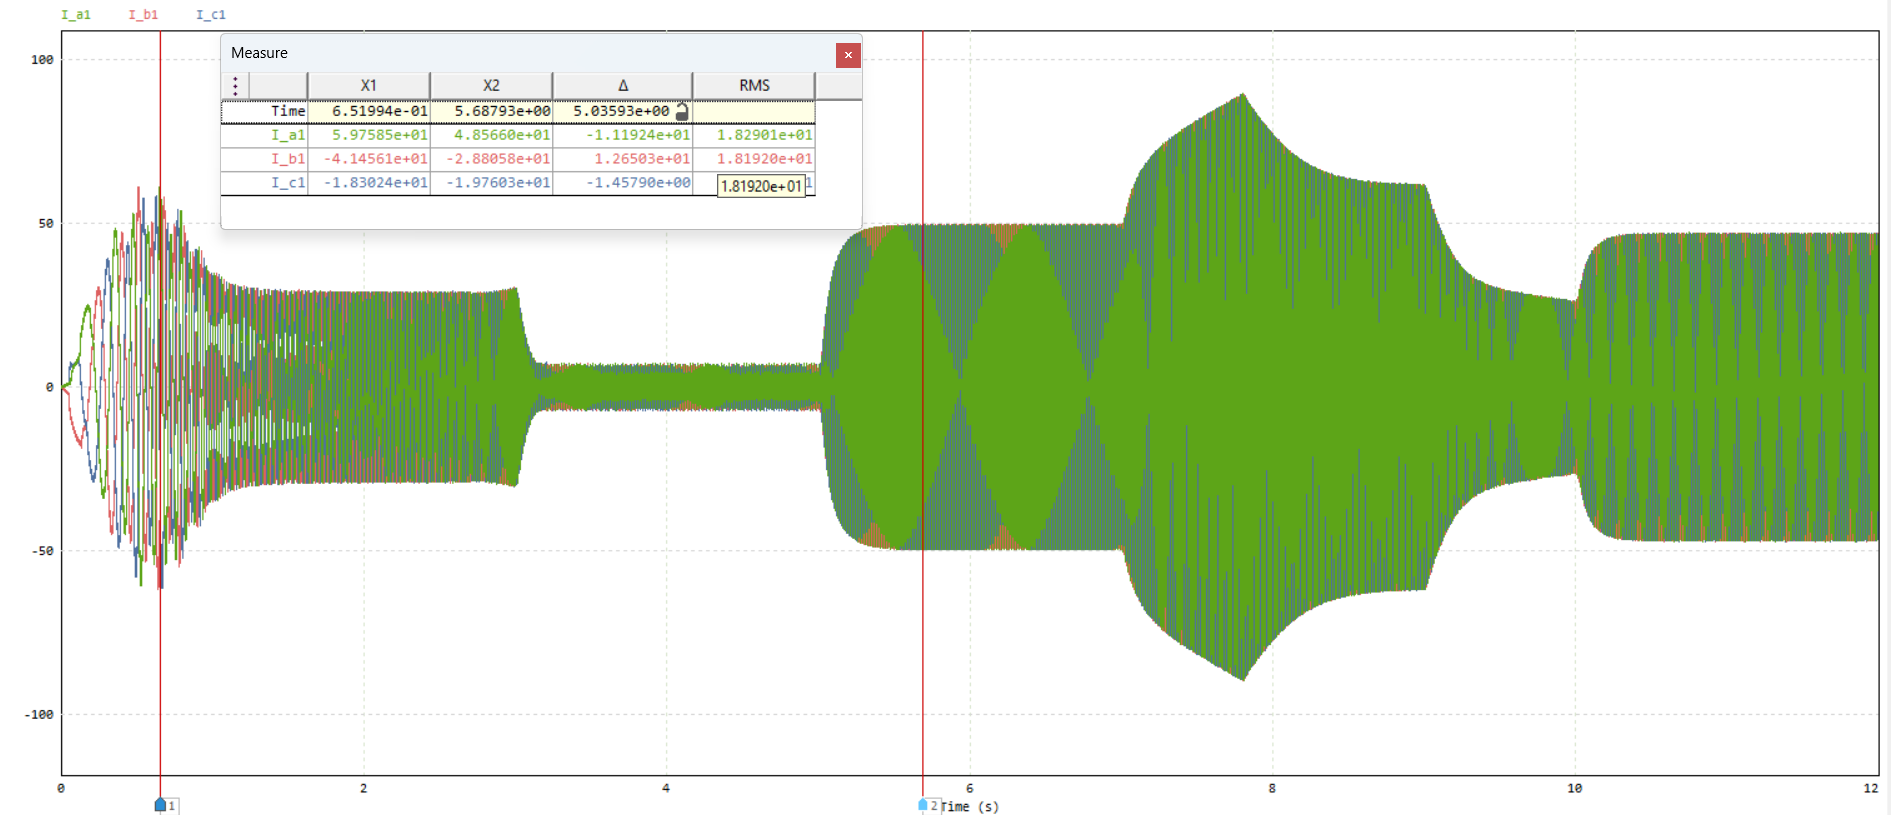 I_a1 I_b1 I_c1
Measure
X1 X2 Δ RMS
Time 6.51994e-01 5.68793e+00 5.03593e+00
I_a1 5.97585e+01 4.85660e+01 -1.11924e+01 1.82901e+01
I_b1 -4.14561e+01 -2.88058e+01 1.26503e+01 1.81920e+01
I_c1 -1.83024e+01 -1.97603e+01 -1.45790e+00
1.81920e+01
100
50
0
-50
-100
0 2 4 6 8 10 12
1 2 Time (s)